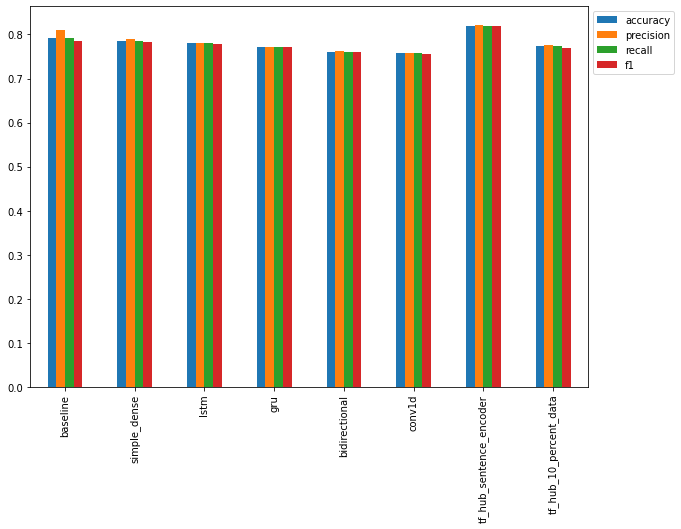 accuracy
precision
recall
f1
0.8
0.7
0.6
0.5
0.4
0.3
0.2
0.1
0.0
baseline
simple_dense
lstm
gru
bidirectional
conv1d
tf_hub_sentence_encoder
tf_hub_10_percent_data